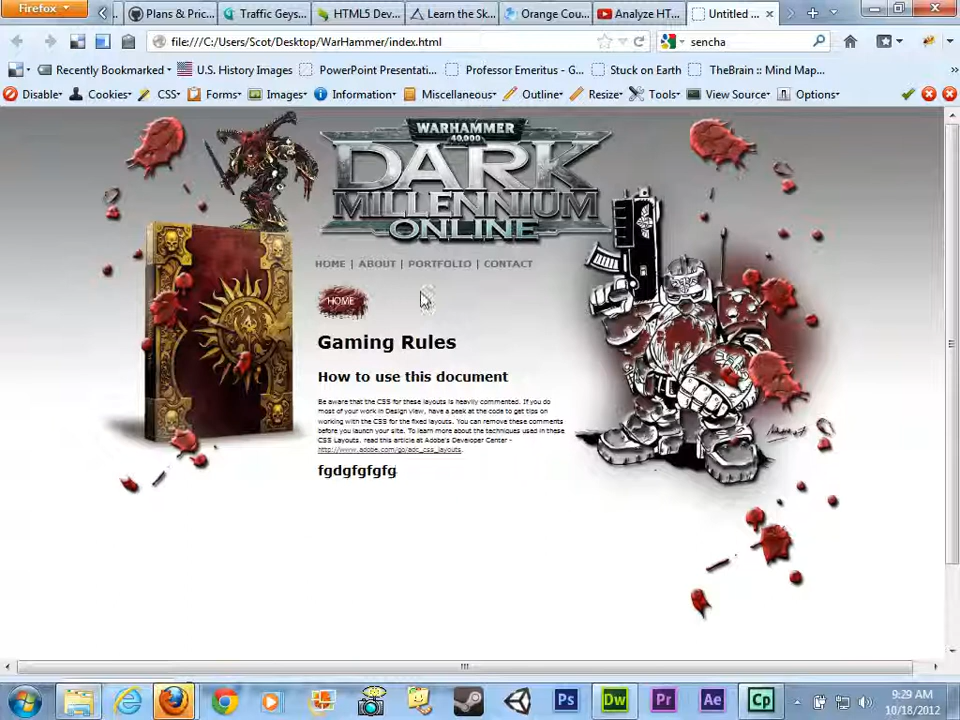 Firefox
Plans & Pric...
Traffic Geys...
HTML5 Dev...
Learn the Sk...
Orange Cou...
Analyze HT...
Untitled ...
file:///C:/Users/Scot/Desktop/WarHammer/index.html
sencha
Recently Bookmarked
U.S. History Images
PowerPoint Presentati...
Professor Emeritus - G...
Stuck on Earth
TheBrain :: Mind Map...
Disable
Cookies
CSS
Forms
Images
Information
Miscellaneous
Outline
Resize
Tools
View Source
Options
WARHAMMER
40,000
DARK
MILLENNIUM
ONLINE
HOME | ABOUT | PORTFOLIO | CONTACT
HOME
Gaming Rules
How to use this document
Be aware that the CSS for these layouts is heavily commented. If you do
most of your work in Design view, have a peek at the code to get tips on
working with the CSS for the fixed layouts. You can remove these comments
before you launch your site. To learn more about the techniques used in these
CSS Layouts, read this article at Adobe's Developer Center -
http://www.adobe.com/go/adc_css_layouts.
fgdgfgfgfg
Ps
Dw
Pr
Ae
Cp
9:29 AM
10/18/2012